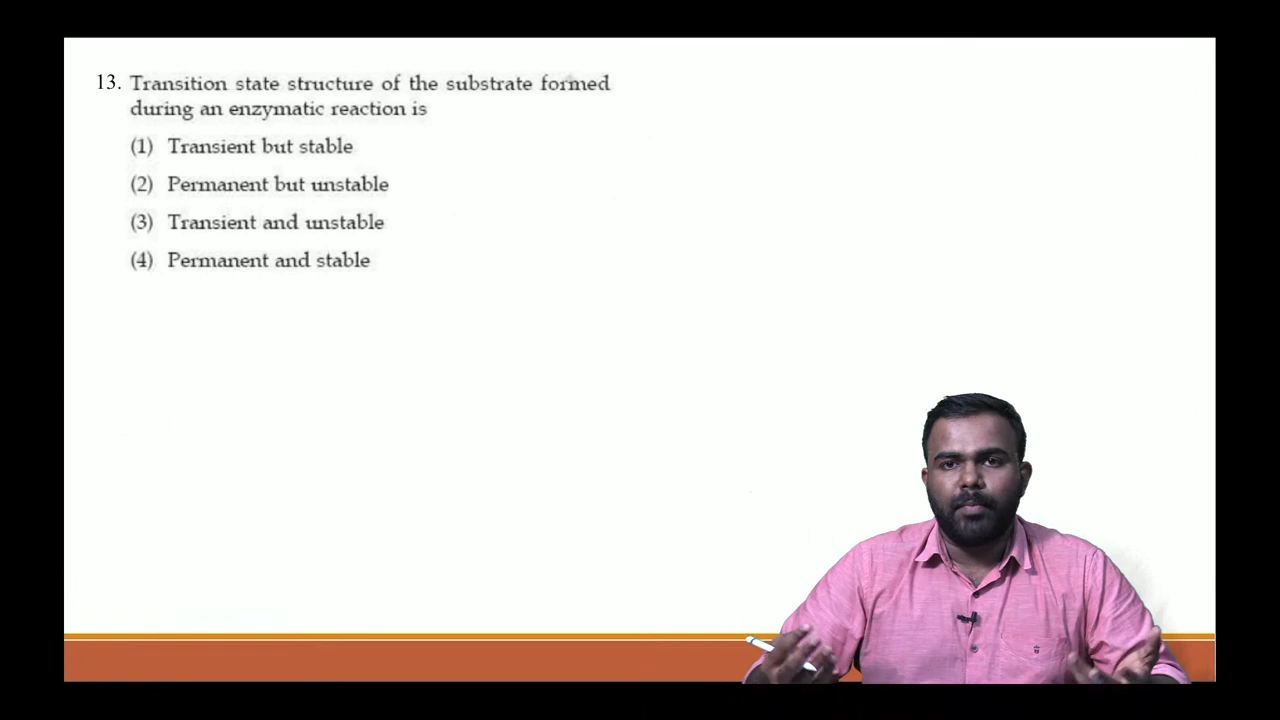 13. Transition state structure of the substrate formed
during an enzymatic reaction is
(1) Transient but stable
(2) Permanent but unstable
(3) Transient and unstable
(4) Permanent and stable